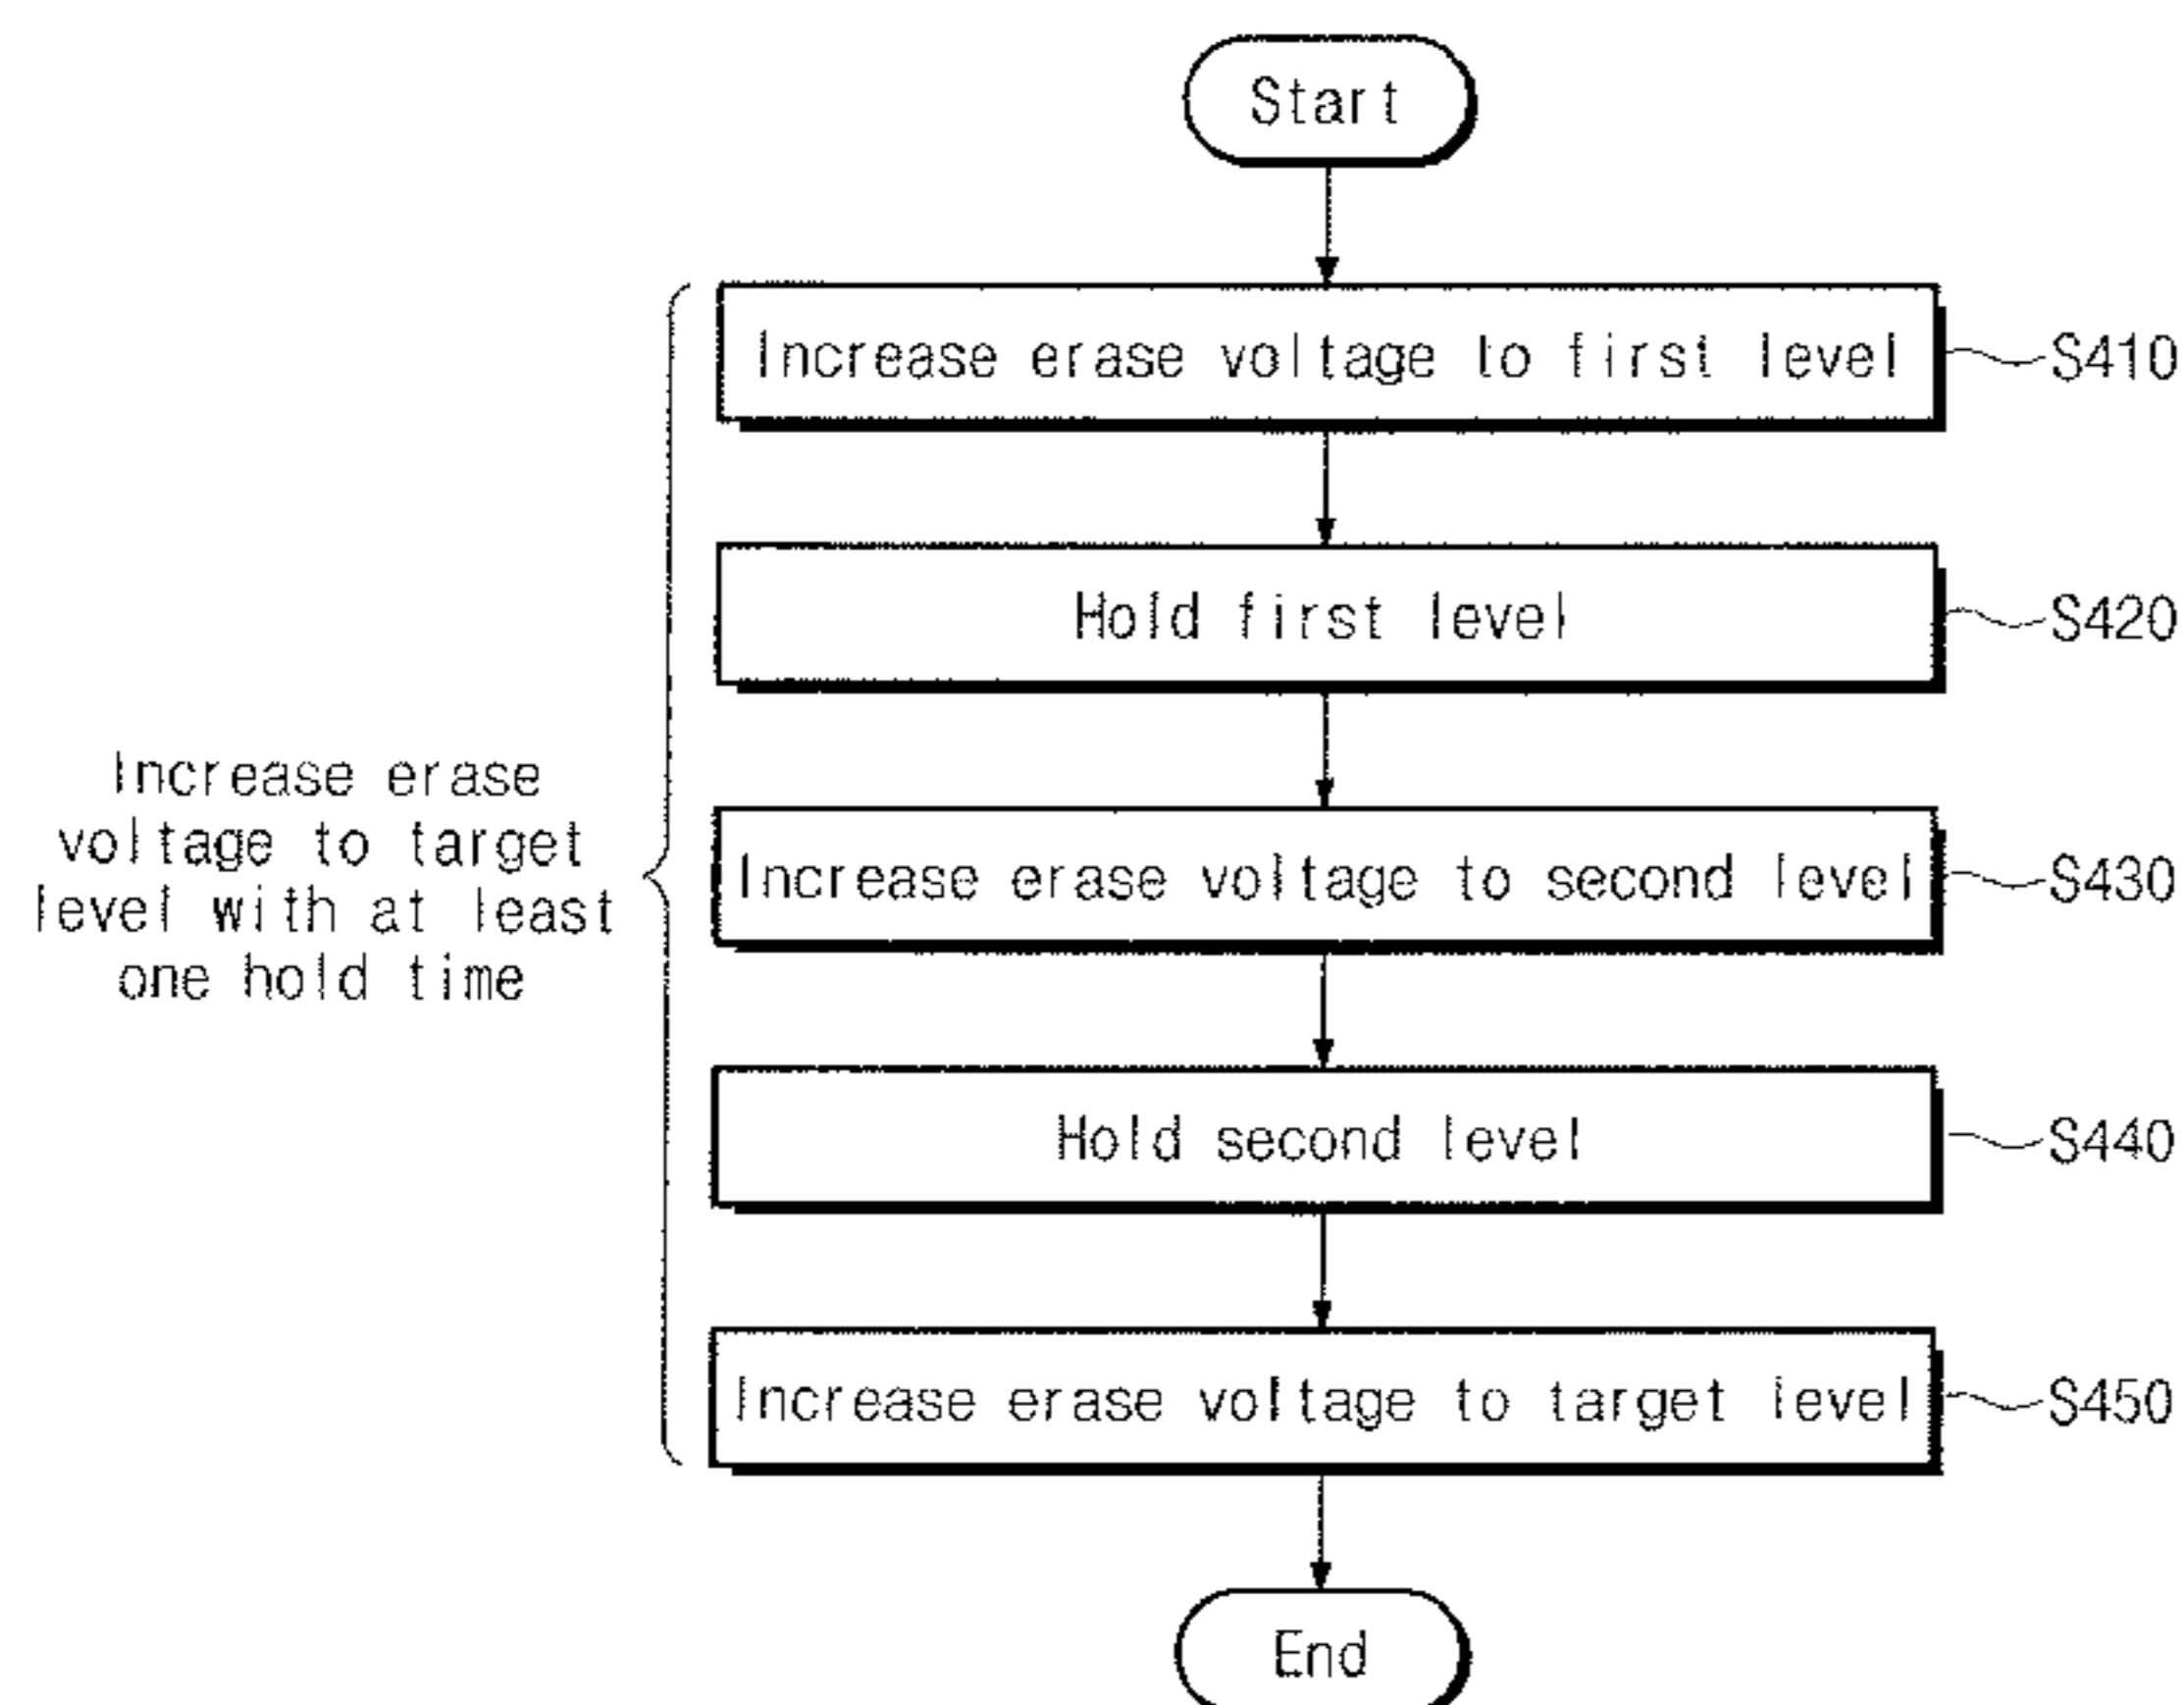 Start
Increase erase voltage to first level
S410
Hold first level
S420
Increase erase
voltage to target
level with at least
one hold time
Increase erase voltage to second level
S430
Hold second level
S440
Increase erase voltage to target level
S450
End